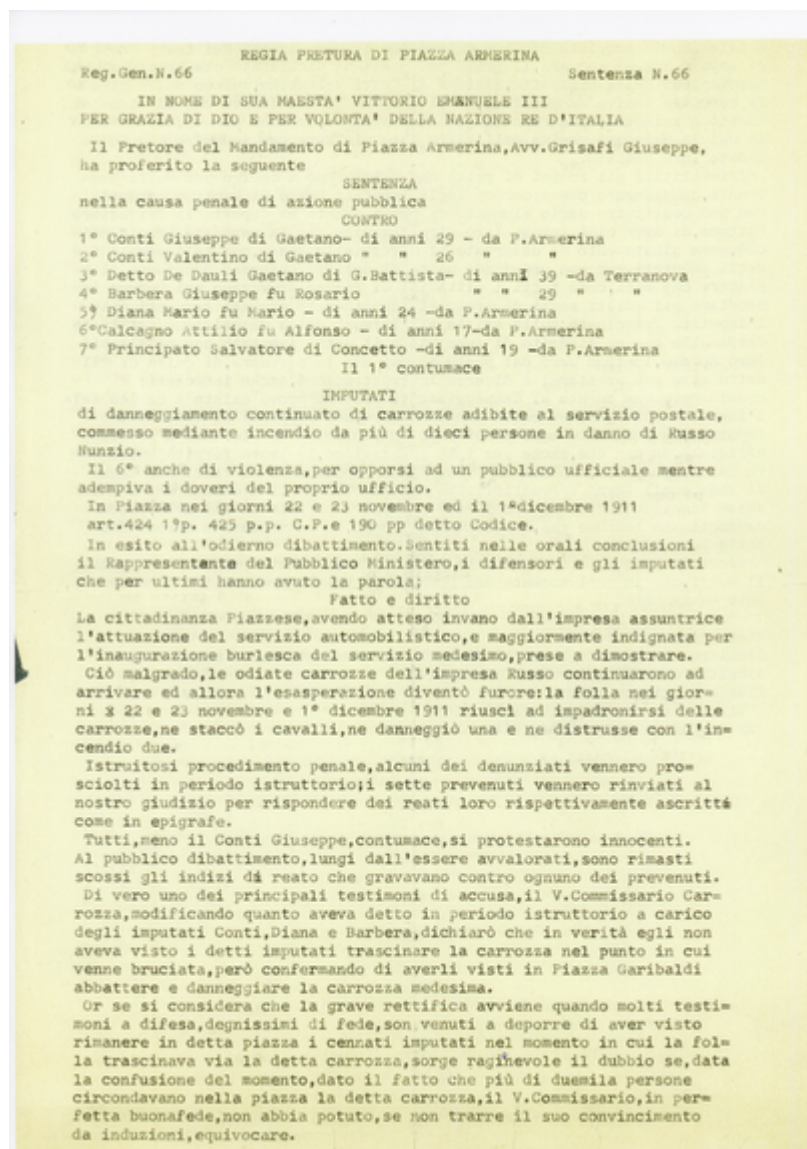 REGIA PRETURA DI PIAZZA ARMERINA
Reg.Gen.N.66 Sentenza N.66
IN NOME DI SUA MAESTA' VITTORIO EMANUELE III
PER GRAZIA DI DIO E PER VOLONTA' DELLA NAZIONE RE D'ITALIA
Il Pretore del Mandamento di Piazza Armerina,Avv.Grisafi Giuseppe,
ha proferito la seguente
SENTENZA
nella causa penale di azione pubblica
CONTRO
1° Conti Giuseppe di Gaetano- di anni 29 - da P.Armerina
2° Conti Valentino di Gaetano " " 26 " "
3° Detto De Dauli Gaetano di G.Battista- di anni 39 =da Terranova
4° Barbera Giuseppe fu Rosario " " 29 " "
5° Diana Mario fu Mario - di anni 24 =da P.Armerina
6°Calcagno Attilio fu Alfonso - di anni 17-da P.Armerina
7° Principato Salvatore di Concetto =di anni 19 =da P.Armerina
Il 1° contumace
IMPUTATI
di danneggiamento continuato di carrozze adibite al servizio postale,
commesso mediante incendio da più di dieci persone in danno di Russo
Nunzio.
Il 6° anche di violenza,per opporsi ad un pubblico ufficiale mentre
adempiva i doveri del proprio ufficio.
In Piazza nei giorni 22 e 23 novembre ed il 1°dicembre 1911
art.424 1°p. 425 p.p. C.P.e 190 pp detto Codice.
In esito all'odierno dibattimento.Sentiti nelle orali conclusioni
il Rappresentante del Pubblico Ministero,i difensori e gli imputati
che per ultimi hanno avuto la parola;
Fatto e diritto
La cittadinanza Piazzese,avendo atteso invano dall'impresa assuntrice
l'attuazione del servizio automobilistico,e maggiormente indignata per
l'inaugurazione burlesca del servizio medesimo,prese a dimostrare.
Ciò malgrado,le odiate carrozze dell'impresa Russo continuarono ad
arrivare ed allora l'esasperazione diventò furore:la folla nei gior=
ni x 22 e 23 novembre e 1° dicembre 1911 riuscì ad impadronirsi delle
carrozze,ne staccò i cavalli,ne danneggiò una e ne distrusse con l'in=
cendio due.
Istruitosi procedimento penale,alcuni dei denunziati vennero pro=
sciolti in periodo istruttorio;i sette prevenuti vennero rinviati al
nostro giudizio per rispondere dei reati loro rispettivamente ascritti
come in epigrafe.
Tutti,meno il Conti Giuseppe,contumace,si protestarono innocenti.
Al pubblico dibattimento,lungi dall'essere avvalorati,sono rimasti
scossi gli indizi di reato che gravavano contro ognuno dei prevenuti.
Di vero uno dei principali testimoni di accusa,il V.Commissario Car=
rozza,modificando quanto aveva detto in periodo istruttorio a carico
degli imputati Conti,Diana e Barbera,dichiarò che in verità egli non
aveva visto i detti imputati trascinare la carrozza nel punto in cui
venne bruciata,però confermando di averli visti in Piazza Garibaldi
abbattere e danneggiare la carrozza medesima.
Or se si considera che la grave rettifica avviene quando molti testi=
moni a difesa,degnissimi di fede,son venuti a deporre di aver visto
rimanere in detta piazza i cennati imputati nel momento in cui la fol=
la trascinava via la detta carrozza,sorge raginevole il dubbio se,data
la confusione del momento,dato il fatto che più di duemila persone
circondavano nella piazza la detta carrozza,il V.Commissario,in per=
fetta buonafede,non abbia potuto,se non trarre il suo convincimento
da induzioni,equivocare.